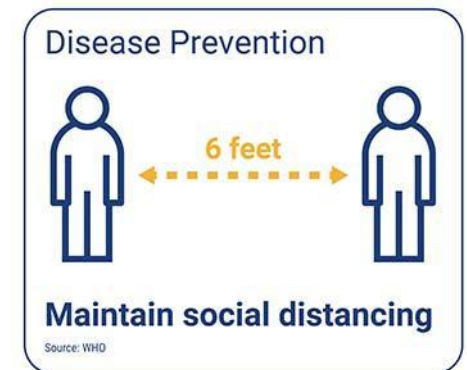 Disease Prevention
6 feet
Maintain social distancing
Source: WHO